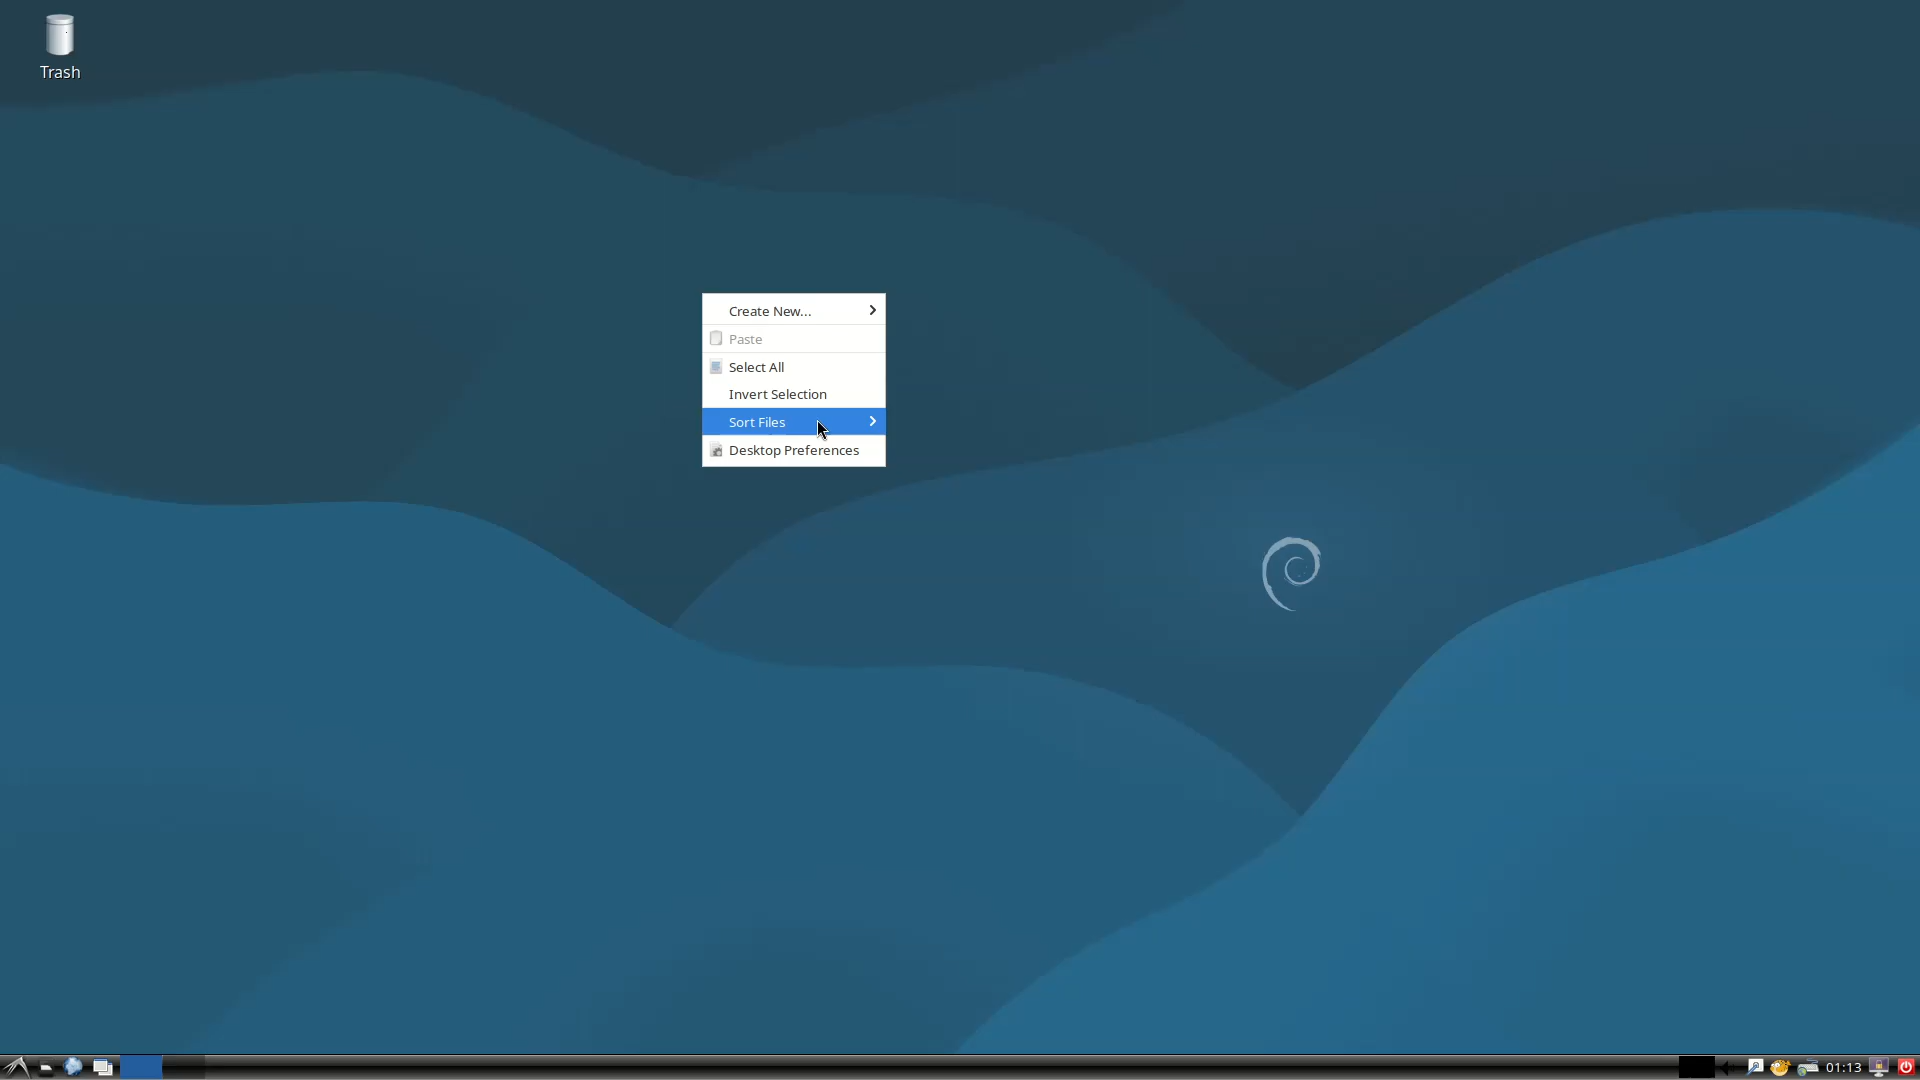 Trash
Create New...
Paste
Select All
Invert Selection
Sort Files
Desktop Preferences
01:13